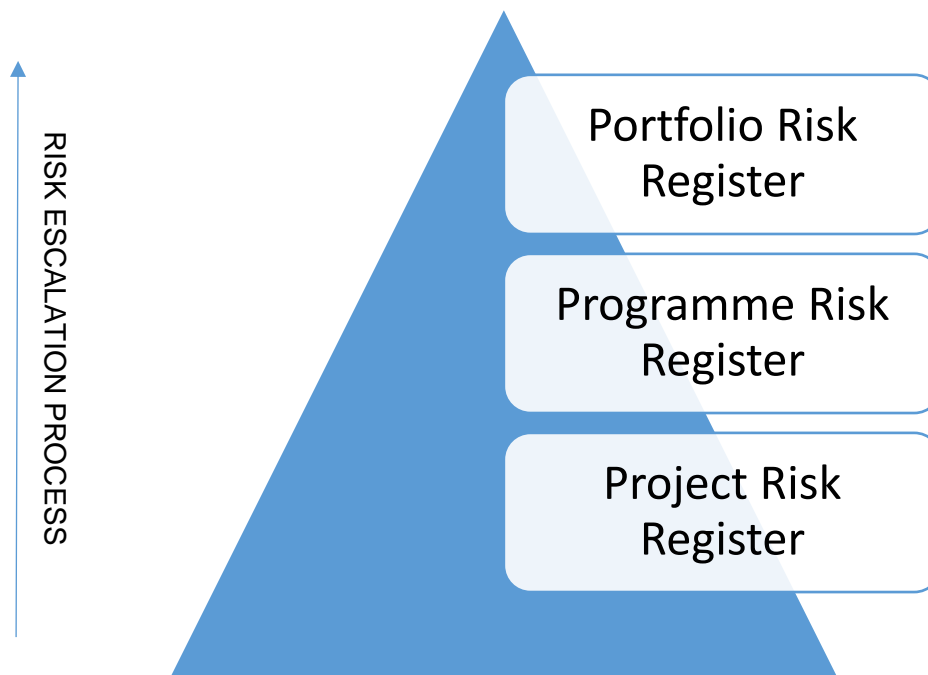 RISK ESCALATION PROCESS
Portfolio Risk
Register
Programme Risk
Register
Project Risk
Register